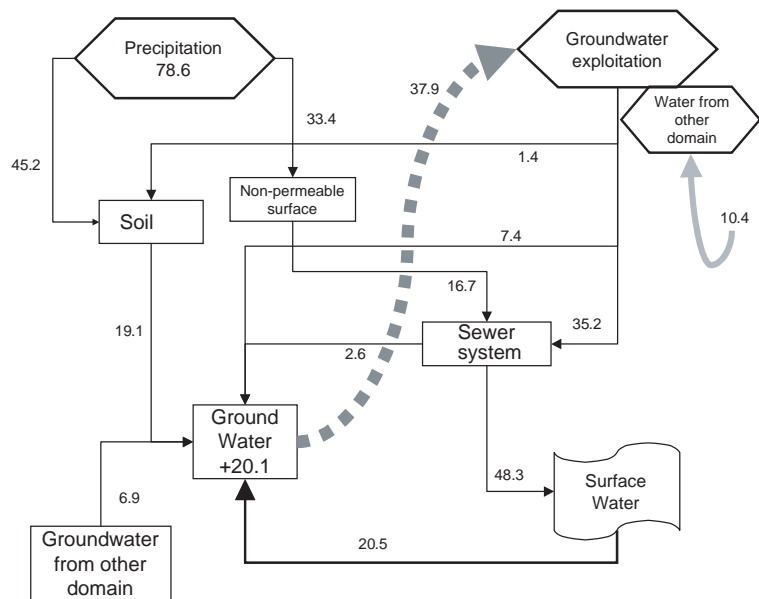 Precipitation
78.6
Groundwater
exploitation
37.9
Water from
other
domain
33.4
45.2
1.4
Non-permeable
surface
Soil
10.4
7.4
16.7
19.1
35.2
Sewer
system
2.6
Ground
Water
+20.1
48.3
Surface
Water
6.9
Groundwater
from other
domain
20.5